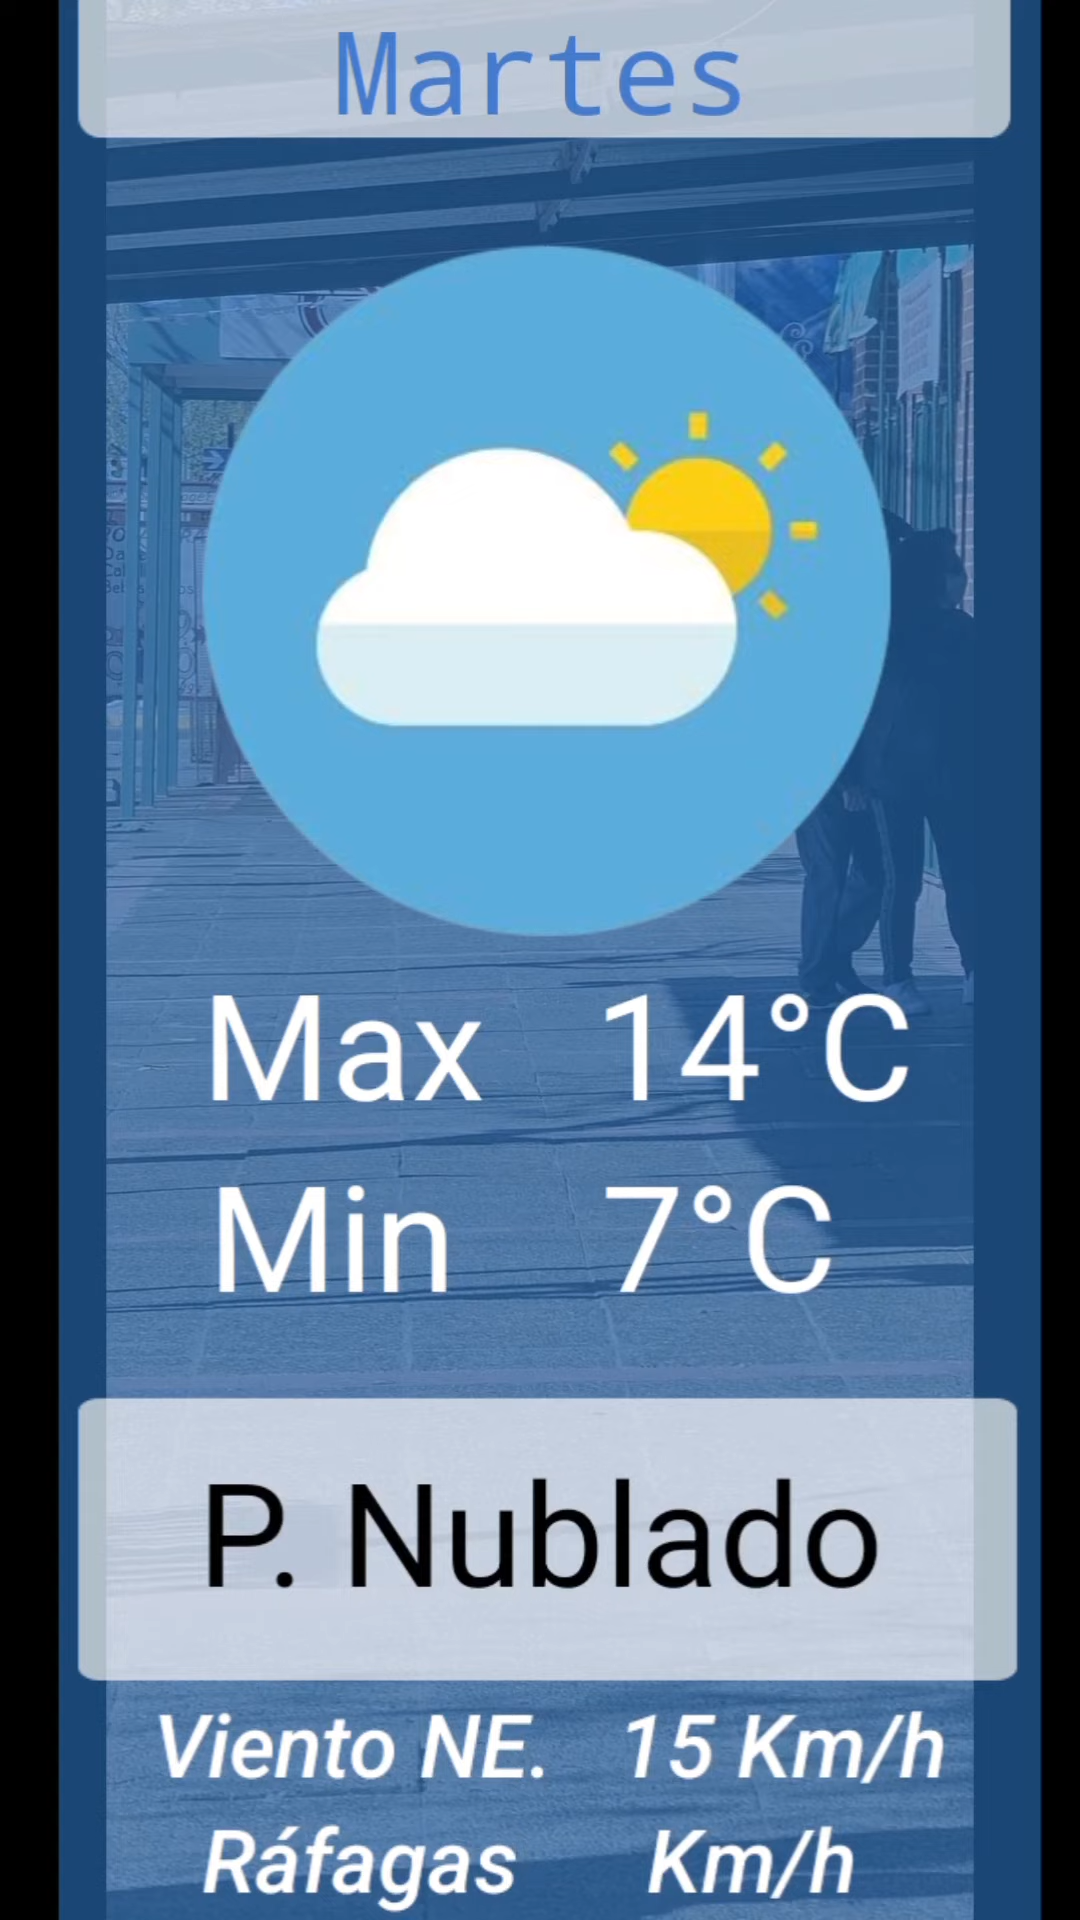 Martes
Max 14°C
Min 7°C
P. Nublado
Viento NE. 15 Km/h
Ráfagas Km/h